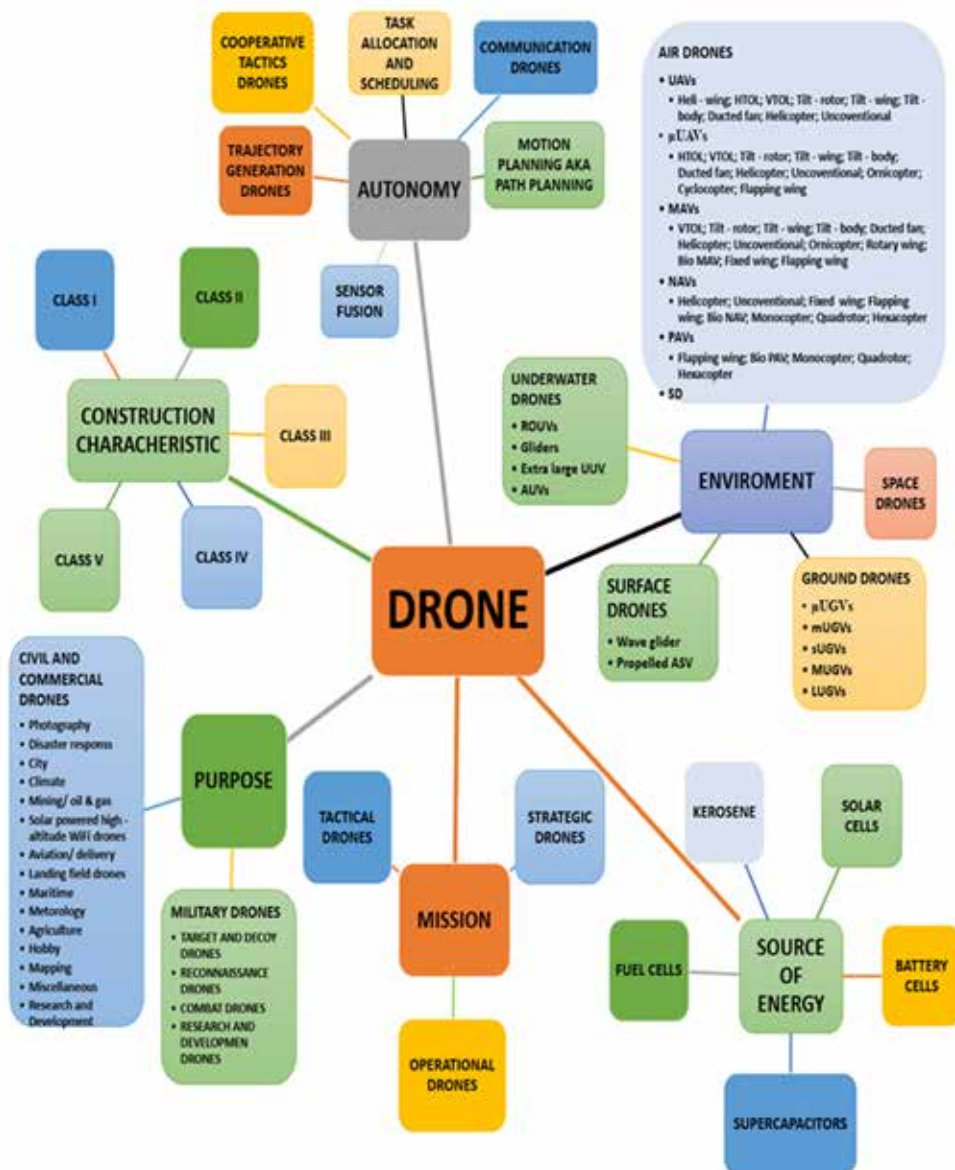 COOPERATIVE
TACTICS
DRONES
TASK
ALLOCATION
AND
SCHEDULING
COMMUNICATION
DRONES
TRAJECTORY
GENERATION
DRONES
AUTONOMY
MOTION
PLANNING AKA
PATH PLANNING
SENSOR
FUSION
AIR DRONES
• UAVs
• Heli - wing; HTOL; VTOL; Tilt - rotor; Tilt - wing; Tilt -
body; Ducted fan; Helicopter; Uncoventional
• μUAVs
• HTOL; VTOL; Tilt - rotor; Tilt - wing; Tilt - body;
Ducted fan; Helicopter; Uncoventional; Ornicopter;
Cyclocopter; Flapping wing
• MAVs
• VTOL; Tilt - rotor; Tilt - wing; Tilt - body; Ducted fan;
Helicopter; Uncoventional; Ornicopter; Rotary wing;
Bio MAV; Fixed wing; Flapping wing
• NAVs
• Helicopter; Uncoventional; Fixed wing; Flapping
wing; Bio NAV; Monocopter; Quadrotor; Hexacopter
• PAVs
• Flapping wing; Bio PAV; Monocopter; Quadrotor;
Hexacopter
• SD
CLASS I
CLASS II
CONSTRUCTION
CHARACHERISTIC
CLASS III
CLASS V
CLASS IV
UNDERWATER
DRONES
• ROUVs
• Gliders
• Extra large UUV
• AUVs
ENVIROMENT
SPACE
DRONES
DRONE
SURFACE
DRONES
• Wave glider
• Propelled ASV
GROUND DRONES
• μUGVs
• mUGVs
• sUGVs
• MUGVs
• LUGVs
CIVIL AND
COMMERCIAL
DRONES
• Photography
• Disaster response
• City
• Climate
• Mining/ oil & gas
• Solar powered high -
altitude WiFi drones
• Aviation/ delivery
• Landing field drones
• Maritime
• Metorology
• Agriculture
• Hobby
• Mapping
• Miscellaneous
• Research and
Development
PURPOSE
MILITARY DRONES
• TARGET AND DECOY
DRONES
• RECONNAISSANCE
DRONES
• COMBAT DRONES
• RESEARCH AND
DEVELOPMEN
DRONES
TACTICAL
DRONES
STRATEGIC
DRONES
MISSION
OPERATIONAL
DRONES
KEROSENE
SOLAR
CELLS
FUEL CELLS
SOURCE
OF
ENERGY
BATTERY
CELLS
SUPERCAPACITORS